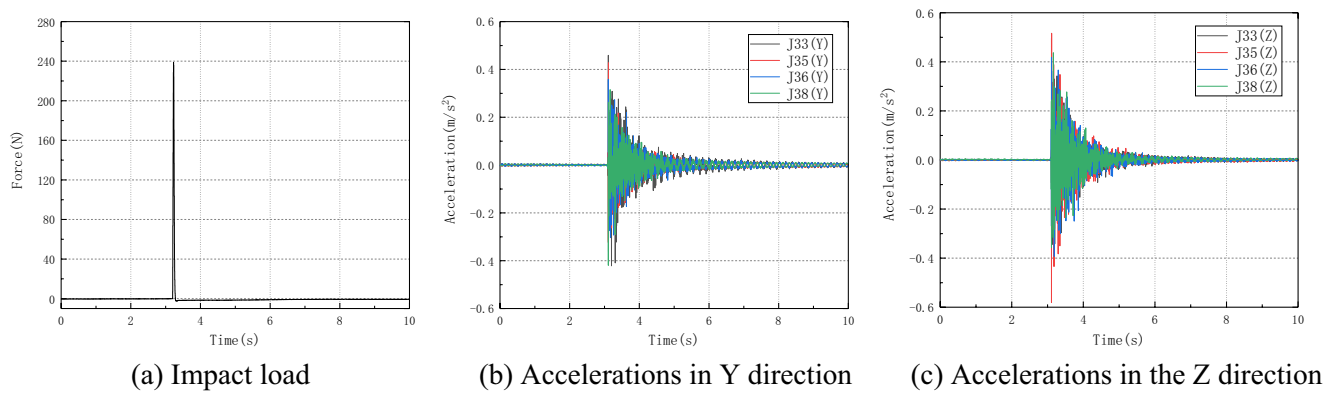 280
240
200
160
120
80
40
0
Force(N)
0 2 4 6 8 10
Time(s)
(a) Impact load
0.6
0.4
0.2
0.0
-0.2
-0.4
-0.6
Acceleration(m/s²)
J33(Y)
J35(Y)
J36(Y)
J38(Y)
0 2 4 6 8 10
Time(s)
(b) Accelerations in Y direction
0.6
0.4
0.2
0.0
-0.2
-0.4
-0.6
Acceleration(m/s²)
J33(Z)
J35(Z)
J36(Z)
J38(Z)
0 2 4 6 8 10
Time(s)
(c) Accelerations in the Z direction